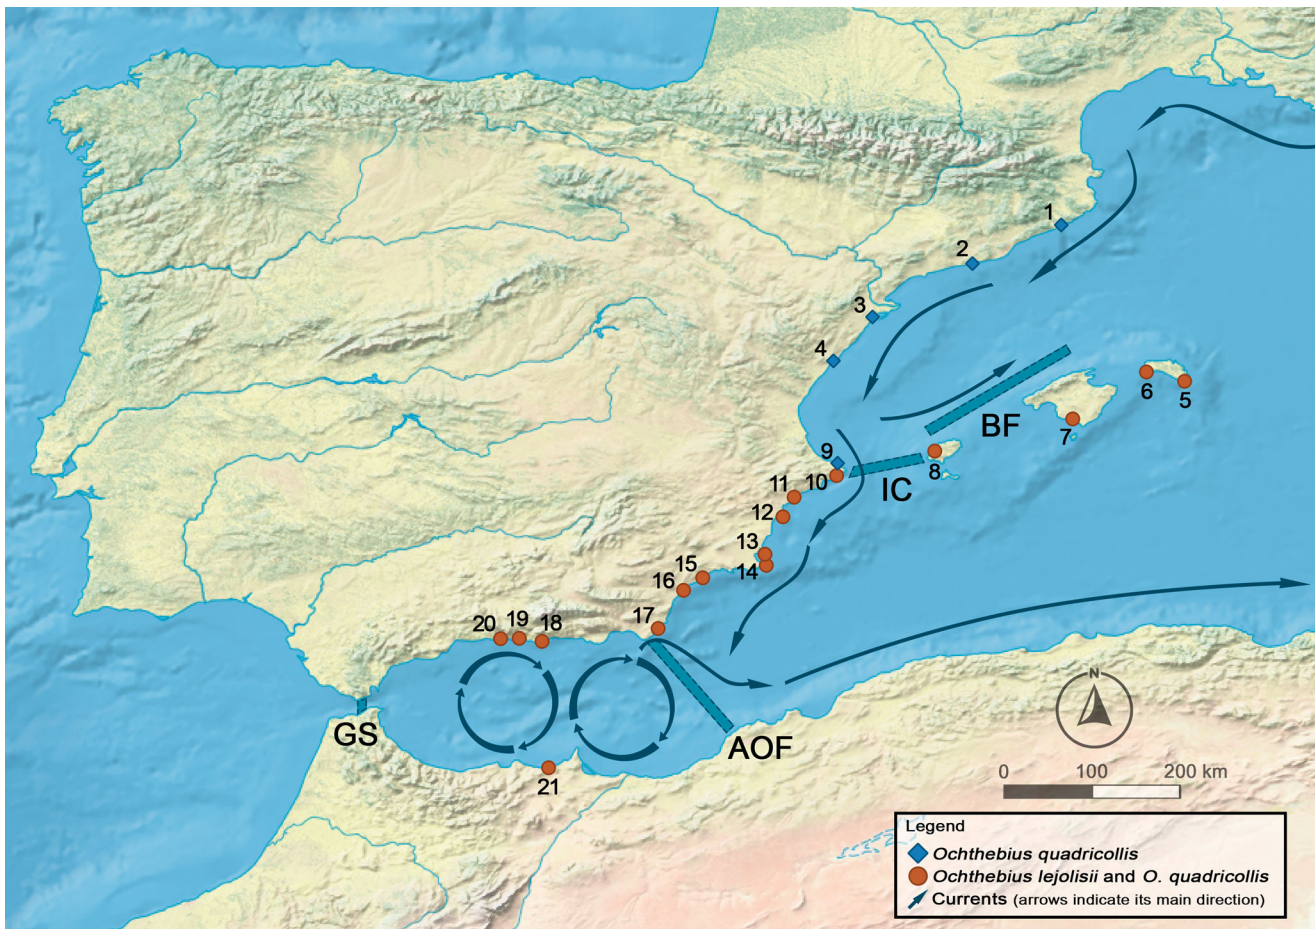 1
2
3
4
6
5
7
BF
8
9
IC
10
11
12
13
14
15
16
17
18
19
20
GS
AOF
21
N
0 100 200 km
Legend
Ochthebius quadricollis
Ochthebius lejolisii and O. quadricollis
Currents (arrows indicate its main direction)